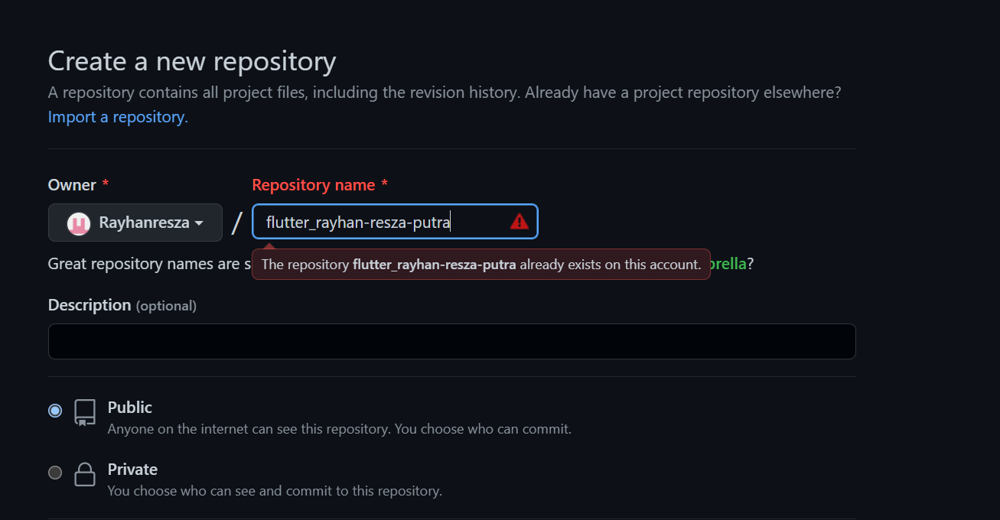 Create a new repository
A repository contains all project files, including the revision history. Already have a project repository elsewhere?
Import a repository.
Owner * Repository name *
Rayhanresza / flutter_rayhan-resza-putra
Great repository names are s
The repository flutter_rayhan-resza-putra already exists on this account.
brella?
Description (optional)
Public
Anyone on the internet can see this repository. You choose who can commit.
Private
You choose who can see and commit to this repository.